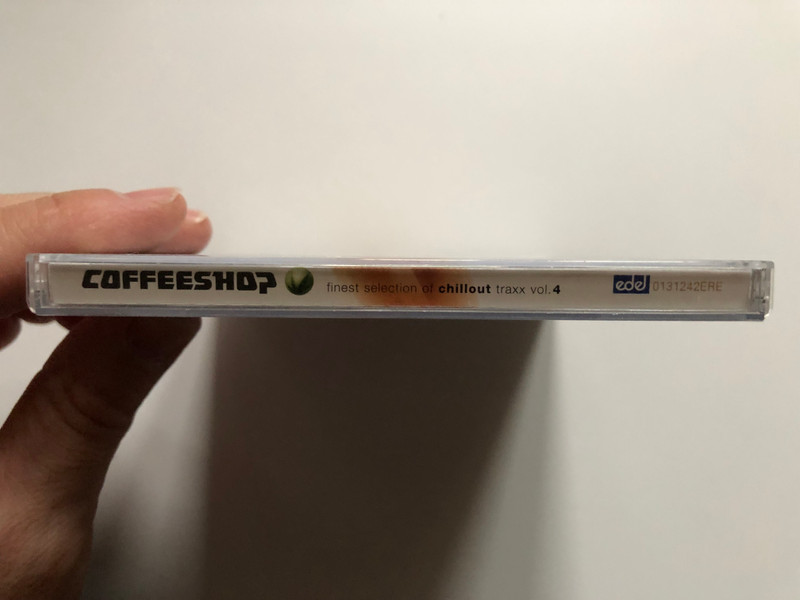 COFFEESHOP finest selection of chillout traxx vol.4 edel 0131242ERE